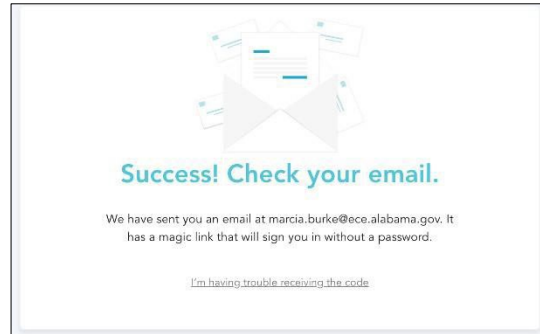 Success! Check your email.
We have sent you an email at marcia.burke@ece.alabama.gov. It
has a magic link that will sign you in without a password.
I'm having trouble receiving the code